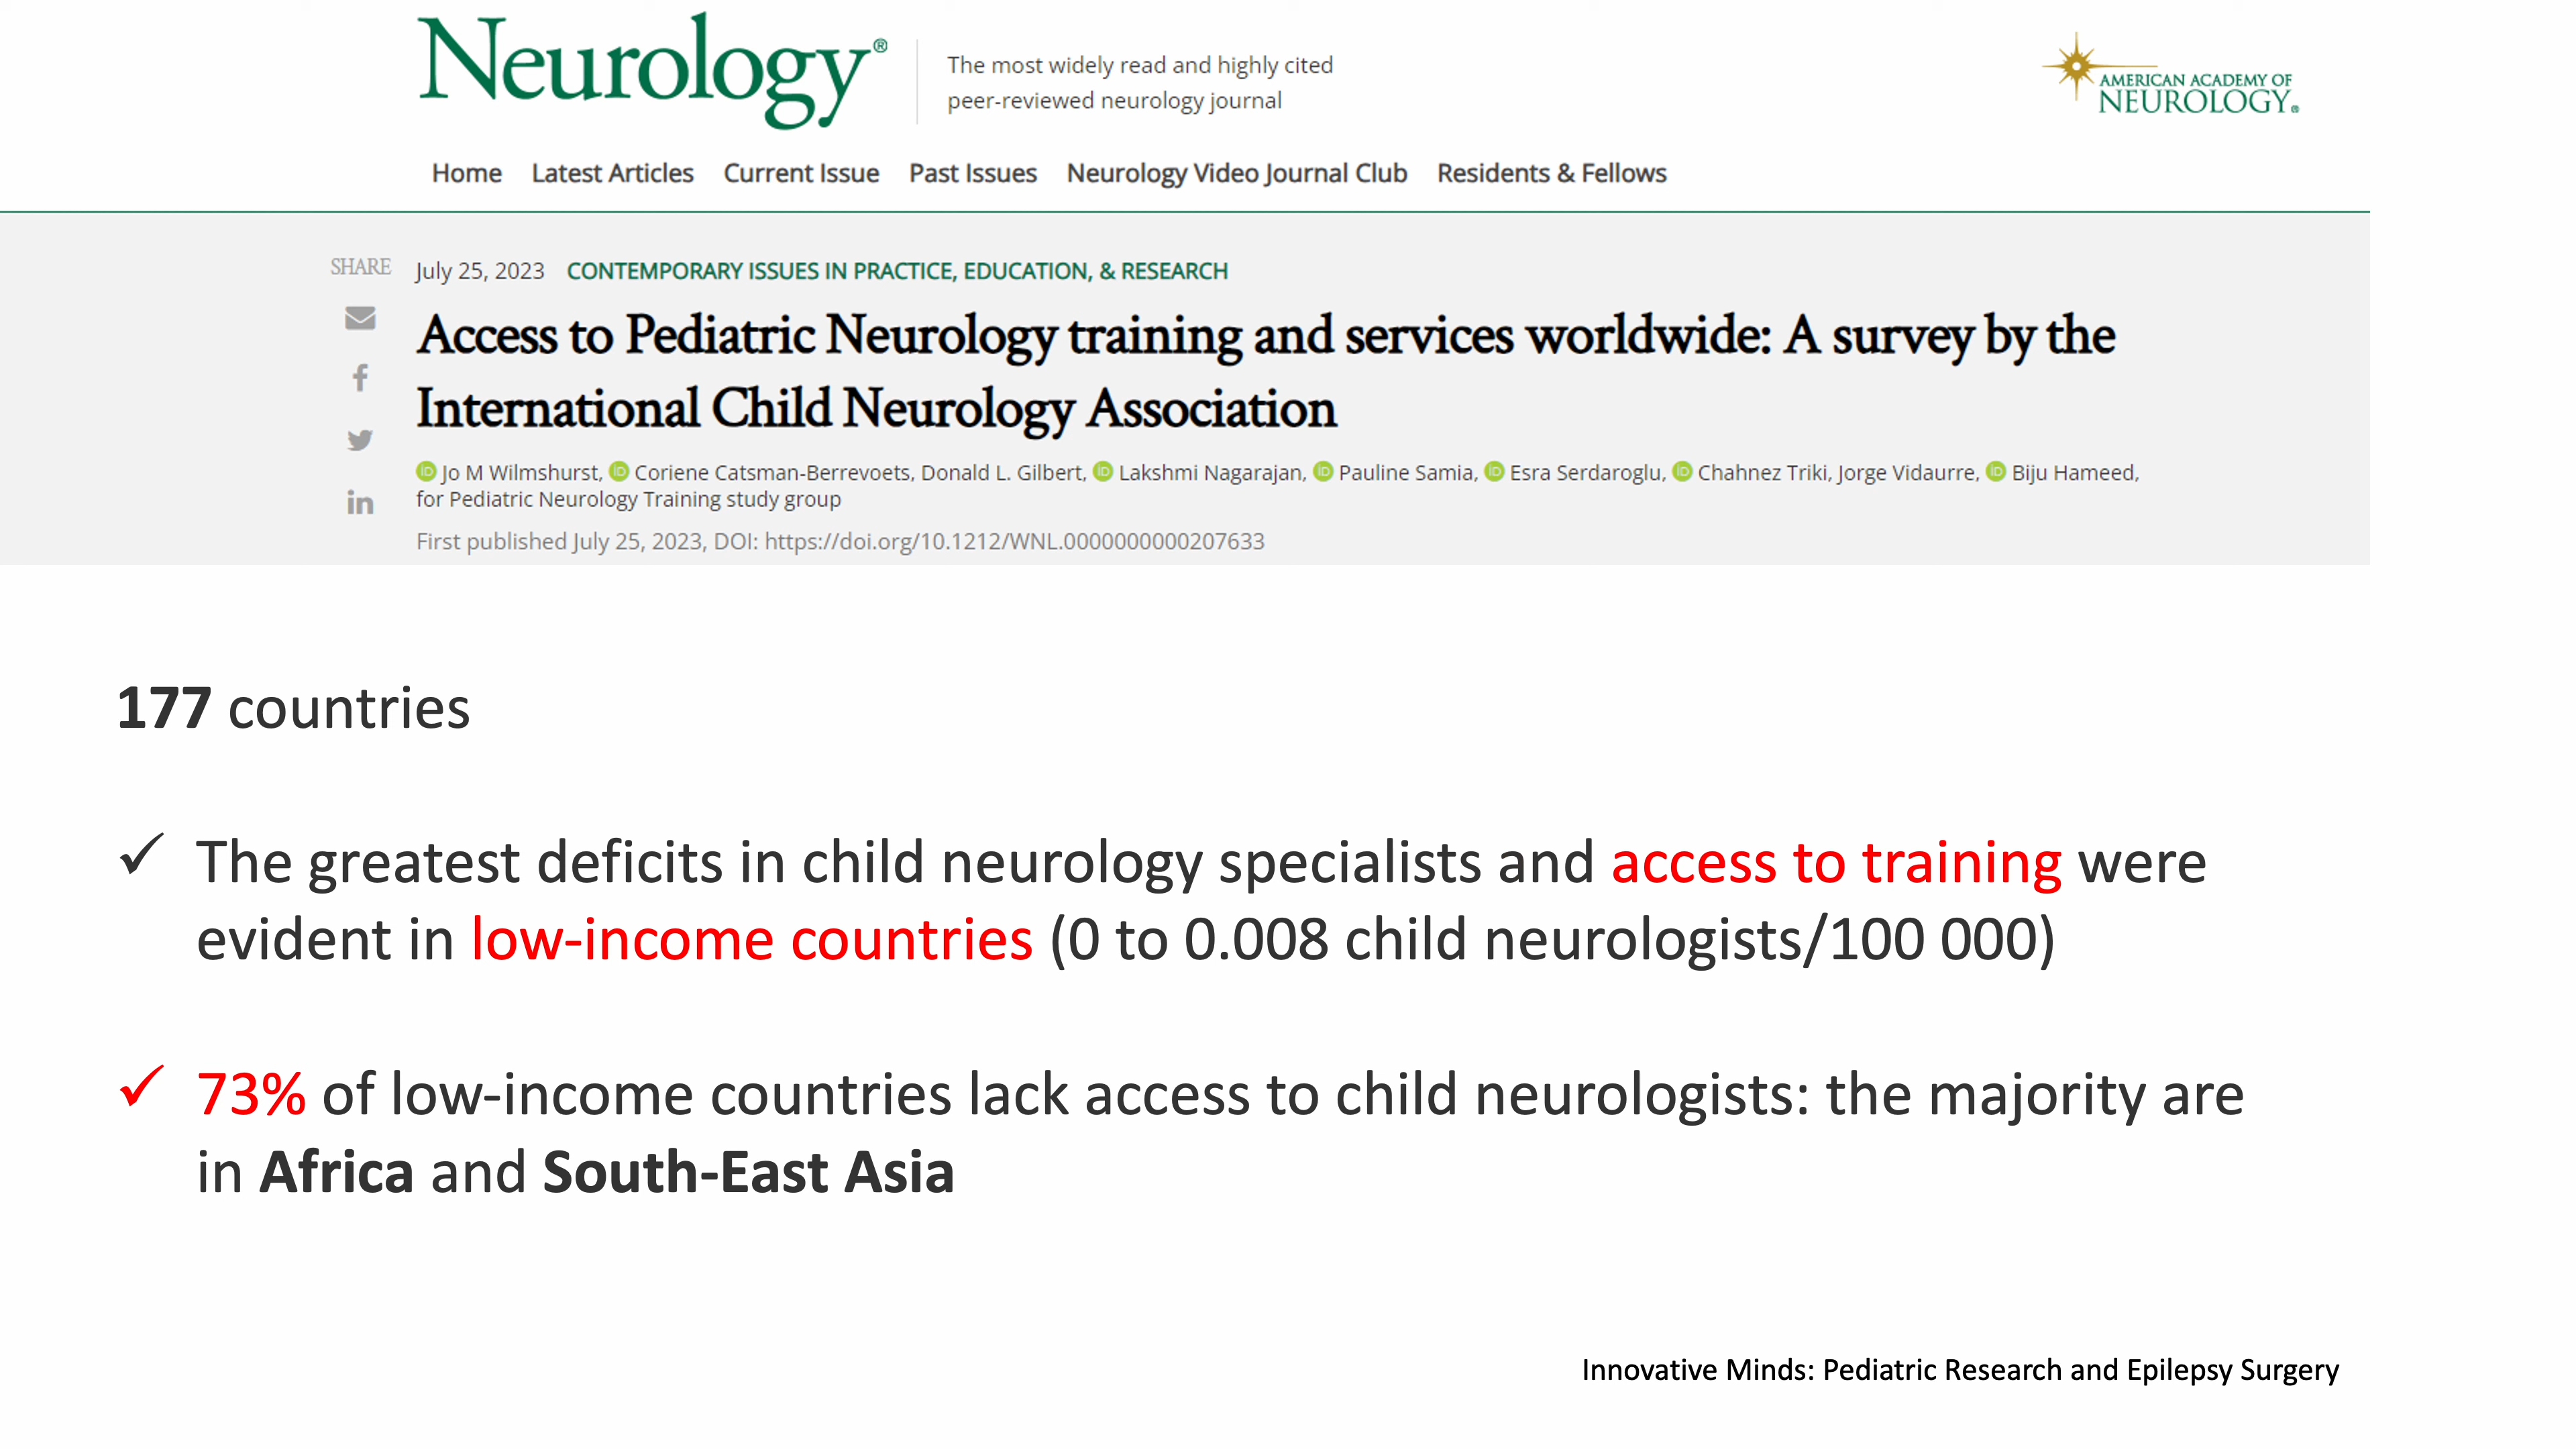 Neurology®
The most widely read and highly cited
peer-reviewed neurology journal
AMERICAN ACADEMY OF
NEUROLOGY®
Home Latest Articles Current Issue Past Issues Neurology Video Journal Club Residents & Fellows
SHARE
July 25, 2023 CONTEMPORARY ISSUES IN PRACTICE, EDUCATION, & RESEARCH
Access to Pediatric Neurology training and services worldwide: A survey by the
International Child Neurology Association
iD Jo M Wilmshurst, iD Coriene Catsman-Berrevoets, Donald L. Gilbert, iD Lakshmi Nagarajan, iD Pauline Samia, iD Esra Serdaroglu, iD Chahnez Triki, Jorge Vidaurre, iD Biju Hameed,
for Pediatric Neurology Training study group
First published July 25, 2023, DOI: https://doi.org/10.1212/WNL.0000000000207633
177 countries
✓ The greatest deficits in child neurology specialists and access to training were
evident in low-income countries (0 to 0.008 child neurologists/100 000)
✓ 73% of low-income countries lack access to child neurologists: the majority are
in Africa and South-East Asia
Innovative Minds: Pediatric Research and Epilepsy Surgery